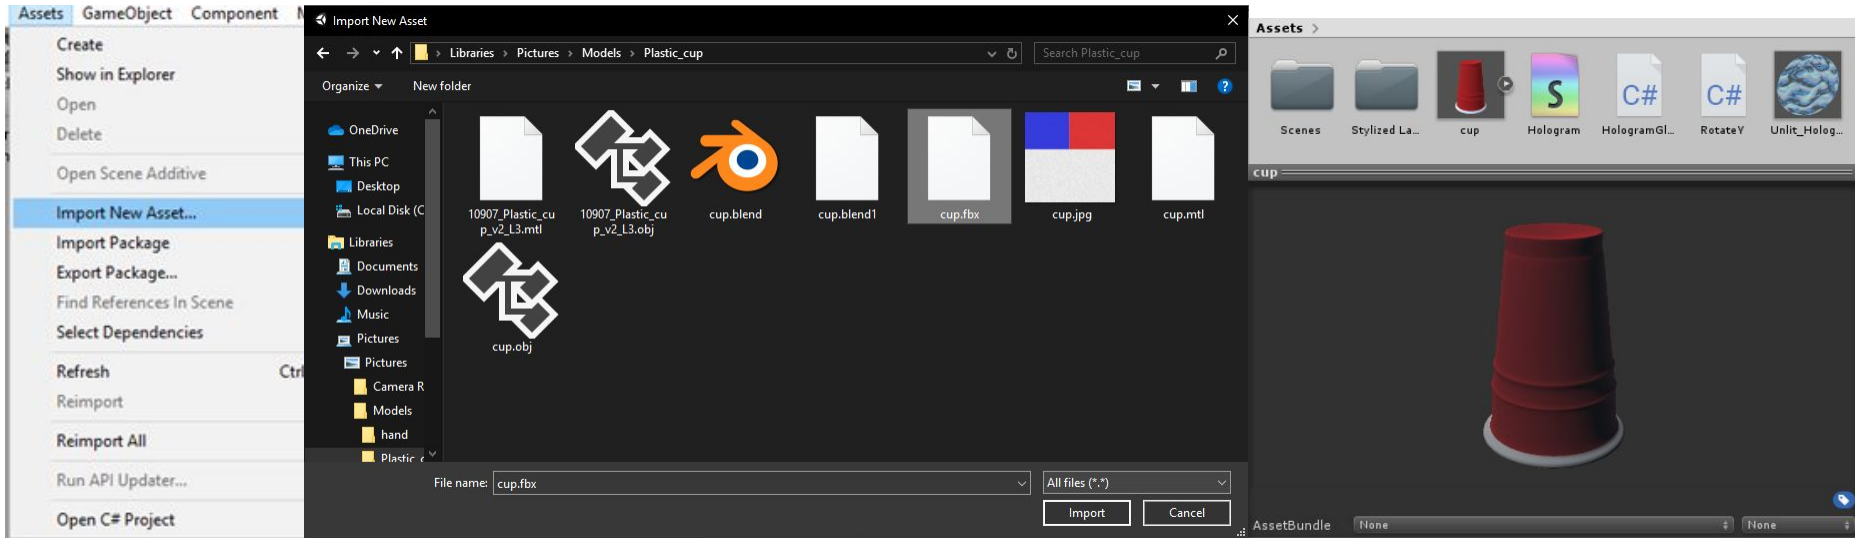 Assets GameObject Component
Create
Show in Explorer
Open
Delete
Open Scene Additive
Import New Asset...
Import Package
Export Package...
Find References In Scene
Select Dependencies
Refresh Ctrl
Reimport
Reimport All
Run API Updater...
Open C# Project
Import New Asset
Libraries > Pictures > Models > Plastic_cup
Search Plastic_cup
Organize New folder
OneDrive
This PC
Desktop
Local Disk (C
Libraries
Documents
Downloads
Music
Pictures
Pictures
Camera R
Models
hand
Plastic_c
10907_Plastic_cu
p_v2_L3.mtl
10907_Plastic_cu
p_v2_L3.obj
cup.blend
cup.blend1
cup.fbx
cup.jpg
cup.mtl
cup.obj
File name: cup.fbx
All files (*.*)
Import Cancel
Assets >
S
C#
C#
Scenes
Stylized La...
cup
Hologram
HologramGl...
RotateY
Unlit_Holog...
cup
AssetBundle None None